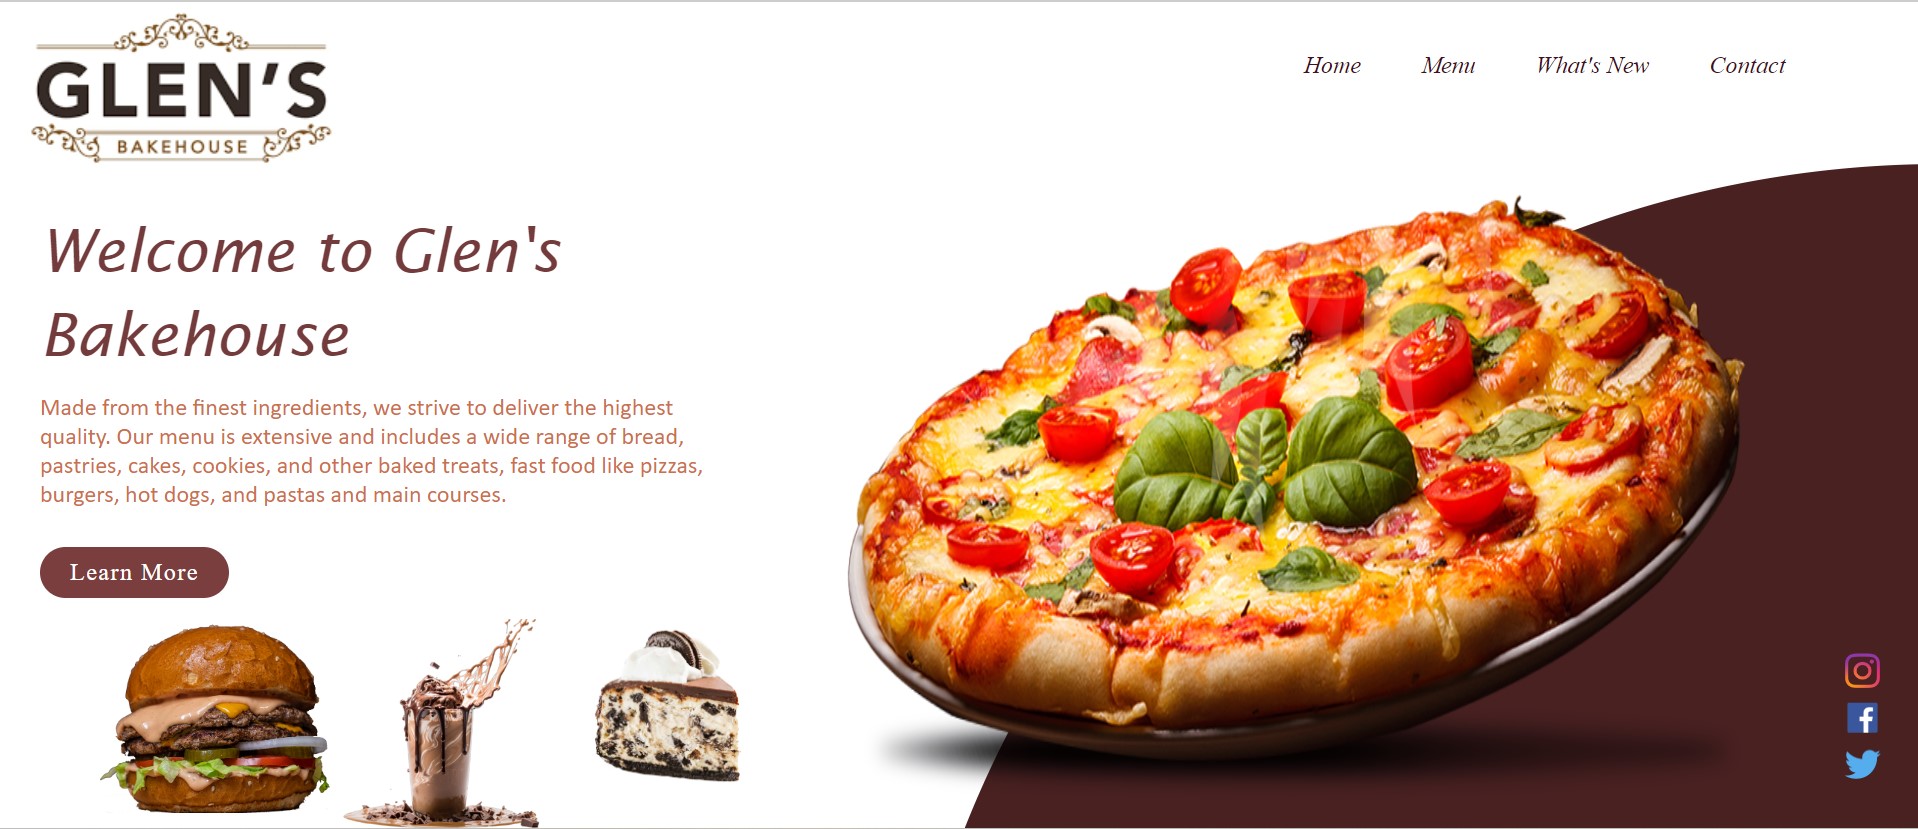 GLEN'S
BAKEHOUSE
Home Menu What's New Contact
Welcome to Glen's
Bakehouse
Made from the finest ingredients, we strive to deliver the highest
quality. Our menu is extensive and includes a wide range of bread,
pastries, cakes, cookies, and other baked treats, fast food like pizzas,
burgers, hot dogs, and pastas and main courses.
Learn More